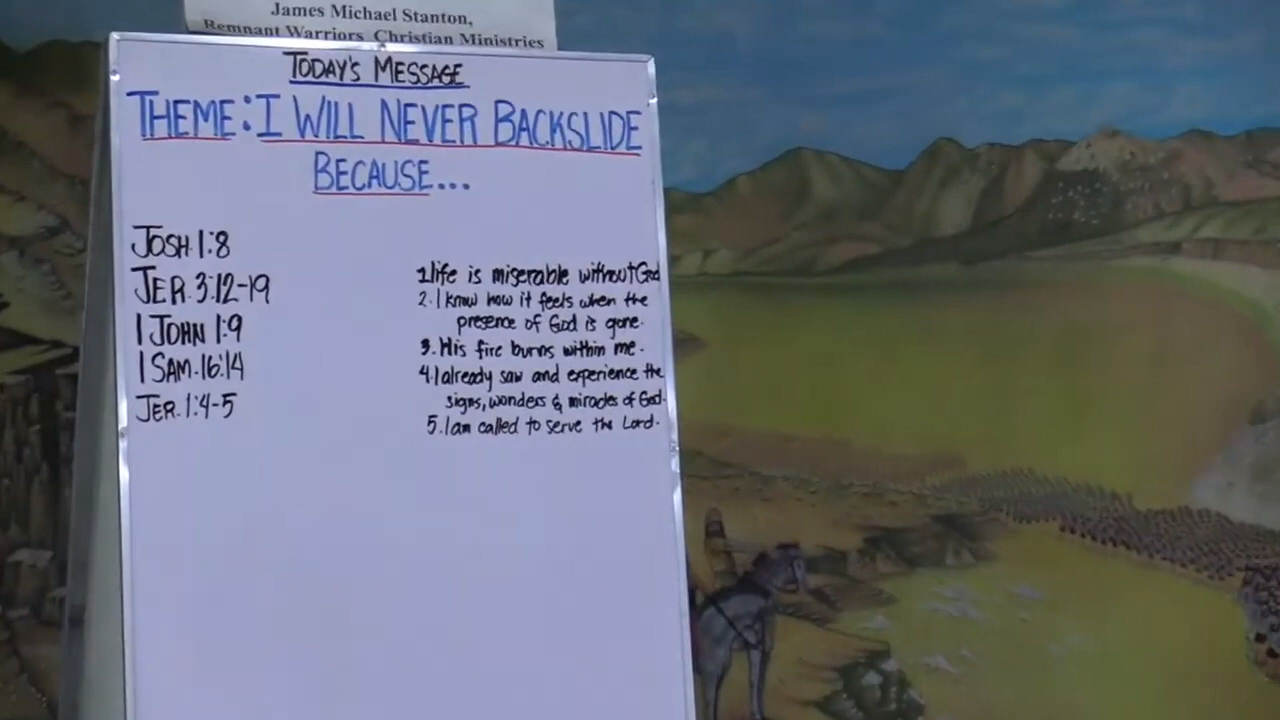 James Michael Stanton,
Remnant Warriors Christian Ministries
TODAY'S MESSAGE
THEME: I WILL NEVER BACKSLIDE
BECAUSE...
JOSH 1:8
JER. 3:12-19
1 JOHN 1:9
1 SAM. 16:14
JER. 1:4-5
1. life is miserable without God
2. I know how it feels when the
presence of God is gone.
3. His fire burns within me.
4. I already saw and experience the
signs, wonders & miracles of God.
5. I am called to serve the Lord.